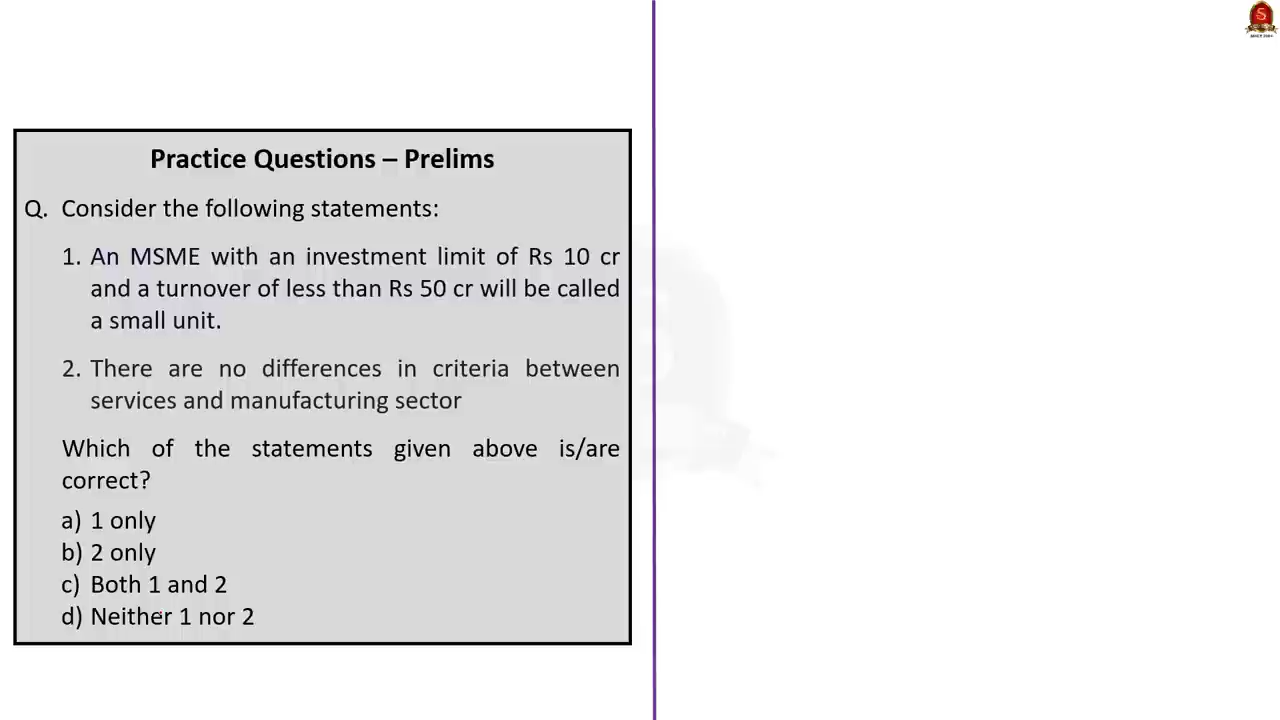 Practice Questions – Prelims
Q. Consider the following statements:
1. An MSME with an investment limit of Rs 10 cr
and a turnover of less than Rs 50 cr will be called
a small unit.
2. There are no differences in criteria between
services and manufacturing sector
Which of the statements given above is/are
correct?
a) 1 only
b) 2 only
c) Both 1 and 2
d) Neither 1 nor 2